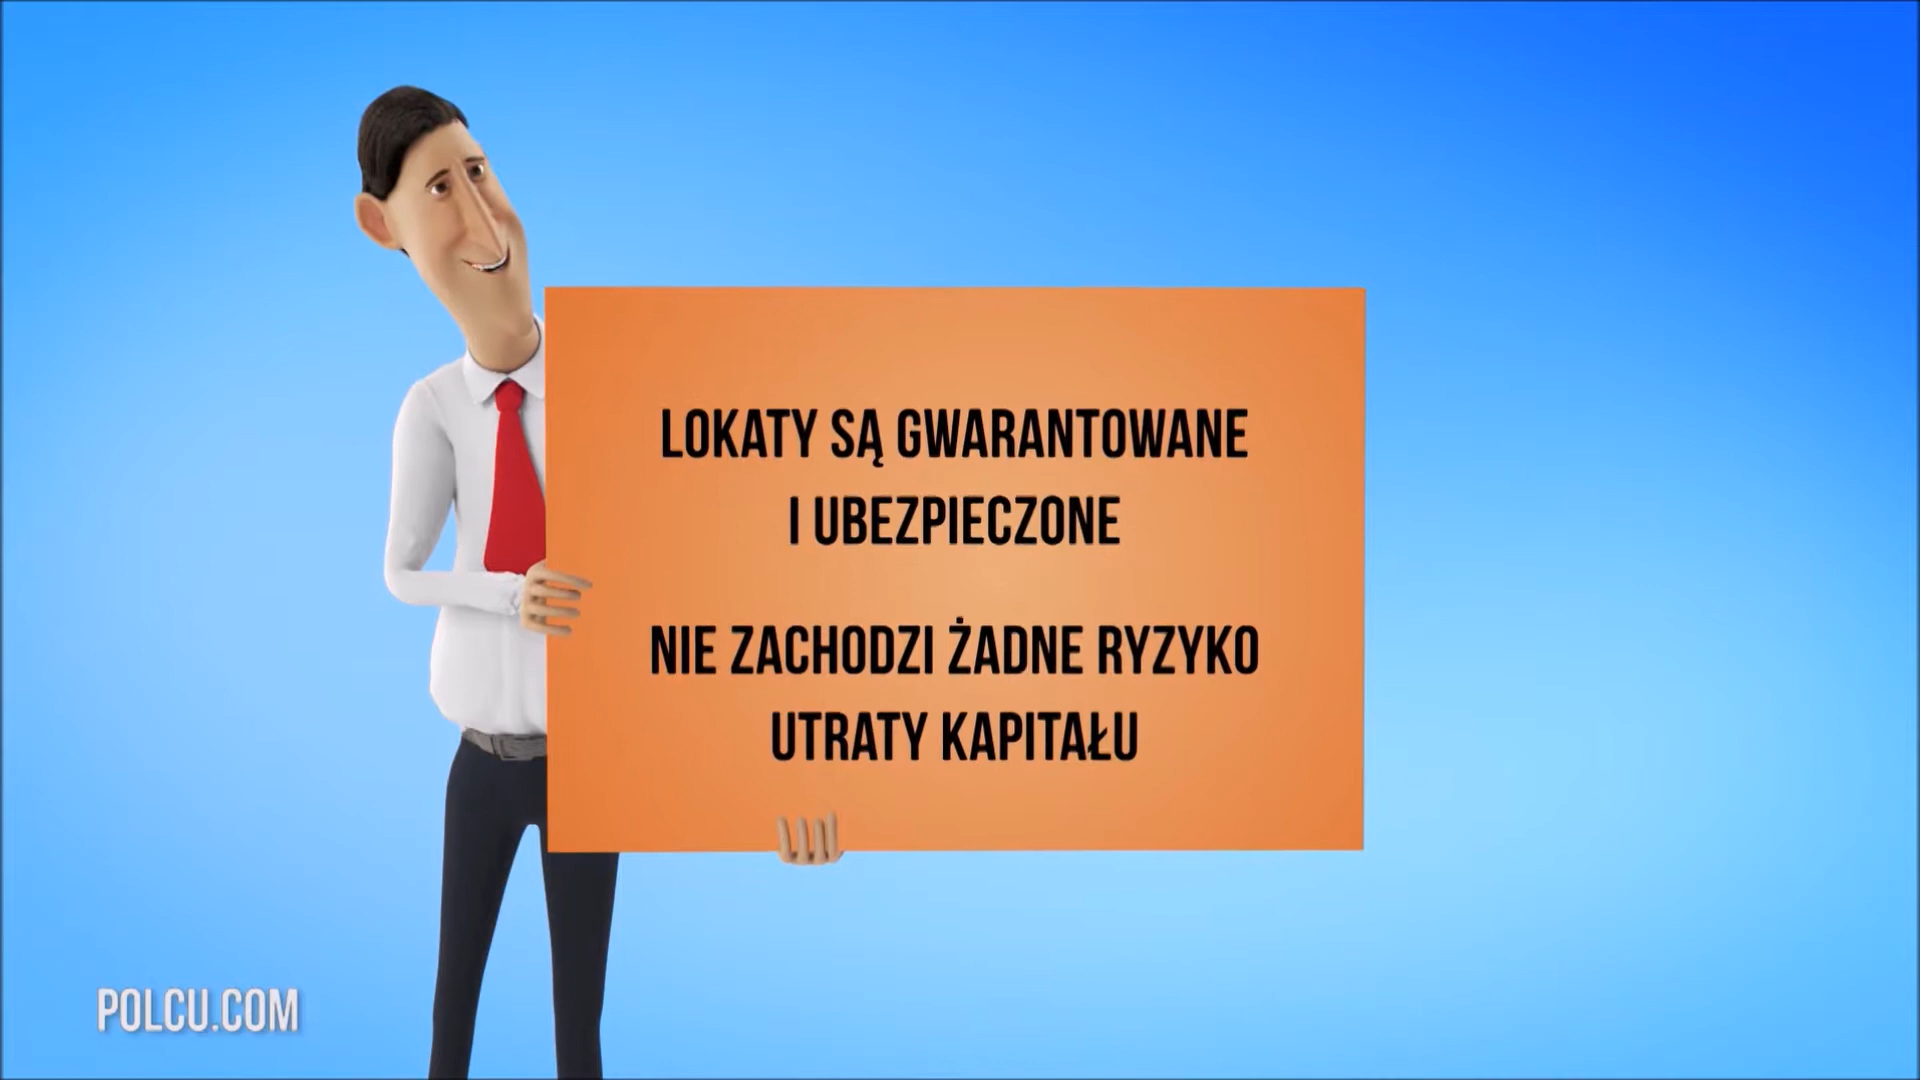 LOKATY SĄ GWARANTOWANE
I UBEZPIECZONE
NIE ZACHODZI ŻADNE RYZYKO
UTRATY KAPITAŁU
POLCU.COM